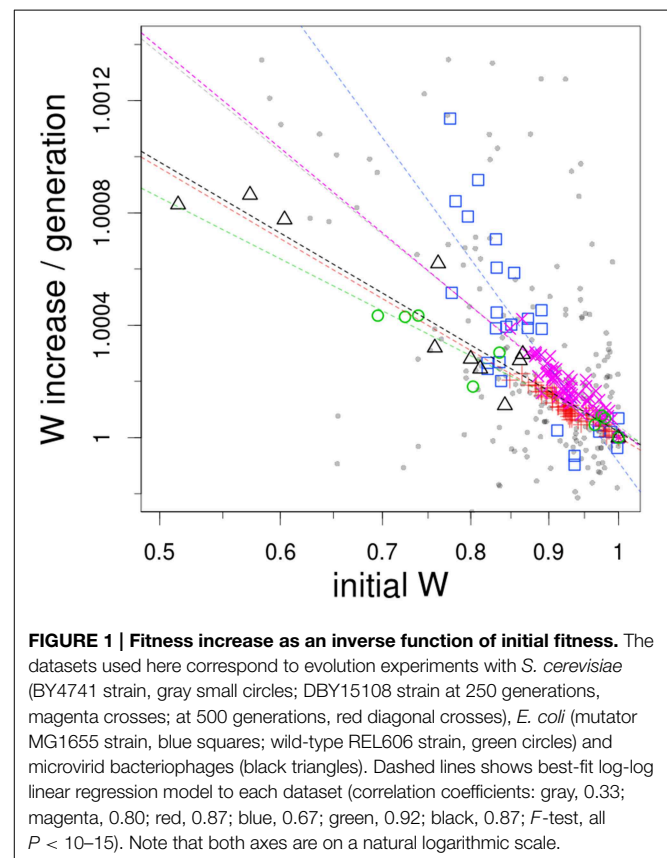 W increase / generation
1.0012
1.0008
1.0004
1
0.5
0.6
0.7
0.8
0.9
1
initial W
FIGURE 1 | Fitness increase as an inverse function of initial fitness. The
datasets used here correspond to evolution experiments with S. cerevisiae
(BY4741 strain, gray small circles; DBY15108 strain at 250 generations,
magenta crosses; at 500 generations, red diagonal crosses), E. coli (mutator
MG1655 strain, blue squares; wild-type REL606 strain, green circles) and
microvirid bacteriophages (black triangles). Dashed lines shows best-fit log-log
linear regression model to each dataset (correlation coefficients: gray, 0.33;
magenta, 0.80; red, 0.87; blue, 0.67; green, 0.92; black, 0.87; F-test, all
P < 10–15). Note that both axes are on a natural logarithmic scale.